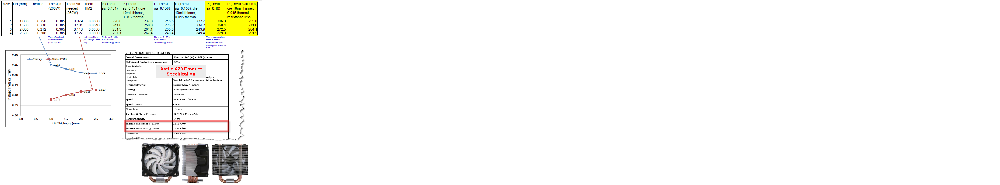 case Lid (mm) Theta jc Theta ja (260W) Theta sa needed (260W) Theta TIM2 P (Theta sa=0.131) P (Theta sa=0.131), die 10mil thinner, 0.015 thermal P (Theta sa=0.158) P (Theta sa=0.158), die 10mil thinner, 0.015 thermal P (Theta sa=0.10) P (Theta sa=0.10), die 10mil thinner, 0.015 thermal resistance less
1 1.000 0.250 0.385 0.079 0.0560 228.8 237.0 215.5 222.7 246.3 255.8
2 1.500 0.230 0.385 0.101 0.0540 241.0 250.0 226.2 234.2 260.4 271.0
3 2.000 0.212 0.385 0.118 0.0550 251.3 261.1 235.3 243.9 272.5 284.1
4 2.500 0.208 0.385 0.127 0.0500 257.1 267.4 240.4 249.4 279.3 291.5
This is fixed and
calculated from
(125-25)/260
got from (Theta
ja-Theta jc-Theta
sa)
Theta sa 0.131 is
A30 Thermal
resistance @ 150W
Theta sa 0.158 is
A30 Thermal
resistance @ 300W
This is assumption
there is optinal
external heat sink
can support Theta sa
Theta jc Theta HTSNK
0.30
0.25
0.20
0.15
0.10
0.05
0.00
0.250
0.230
0.212
0.208
0.079
0.101
0.118
0.127
0.0 0.5 1.0 1.5 2.0 2.5 3.0
Lid Thickness (mm)
Theta jc, Theta ca (C/W)
2. GENERAL SPECIFICATION
Overall Dimensions 140 (L) x 100 (W) x 161 (H) mm
Net Weight (excluding accessories) 905g
Base Material
Fan case
Impeller
Heat sink
Heatpipe Direct-Touch Ø 8 mm x 4pcs (double-sided)
Arctic A30 Product
Specification
Bearing Material Copper Alloy / Copper
Bearing Fluid Dynamic Bearing
Rotation Direction Clockwise
Speed 400-1350±10%RPM
Speed control PWM
Noise Level 0.3 sone
Air Flow & Static Pressure 74 CFM / 125.7 m³/h
Cooling Capacity 320W
Thermal resistance @ 150W 0.158°C/W
Thermal resistance @ 300W 0.131°C/W
Connector 2510-4-pin